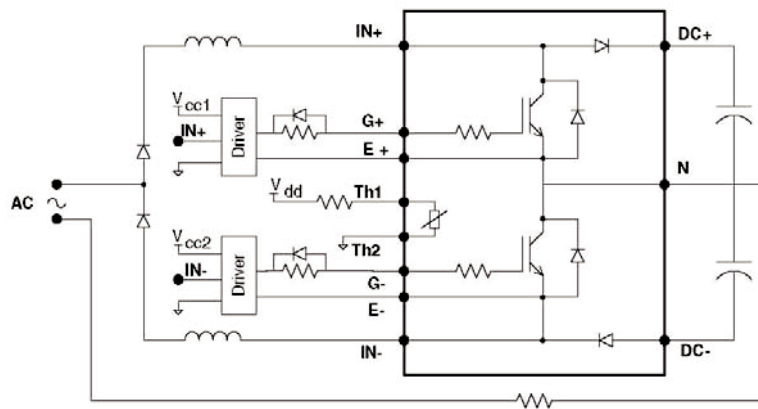 IN+
DC+
Vcc1
IN+
Driver
G+
E +
N
AC
Vdd
Th1
Th2
Vcc2
IN-
Driver
G-
E-
IN-
DC-